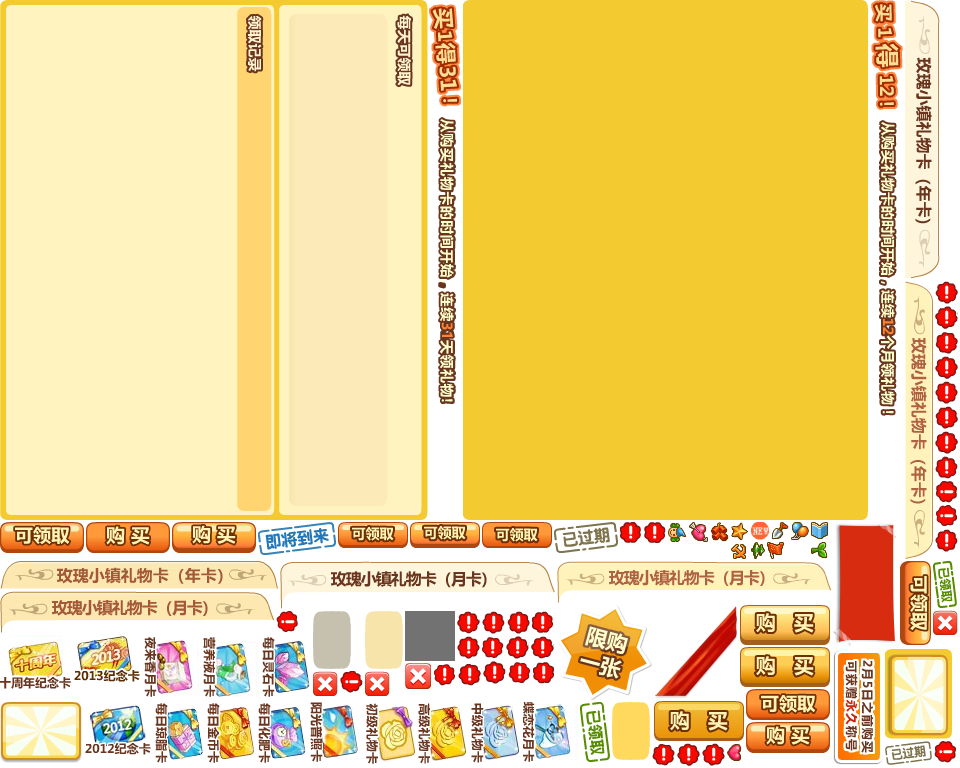 领取记录
每天可领取
买1得31！
从购买礼物卡的时间开始，连续31天领礼物！
买1得12！
从购买礼物卡的时间开始，连续12个月领礼物！
玫瑰小镇礼物卡（年卡）
玫瑰小镇礼物卡（年卡）
可领取
购 买
购 买
即将到来
可领取
可领取
可领取
已过期
NEW
玫瑰小镇礼物卡（年卡）
玫瑰小镇礼物卡（月卡）
玫瑰小镇礼物卡（月卡）
玫瑰小镇礼物卡（月卡）
可领取
已领取
限购
一张
购 买
购 买
可领取
购 买
购 买
2月5日之前购买
可获赠永久称号
已过期
十周年
十周年纪念卡
2013
2013纪念卡
夜来香月卡
营养液月卡
每日灵石卡
2012
2012纪念卡
每日琼脂卡
每日金币卡
每日化肥卡
阳光普照卡
初级礼物卡
高级礼物卡
中级礼物卡
蝶恋花月卡
已领取